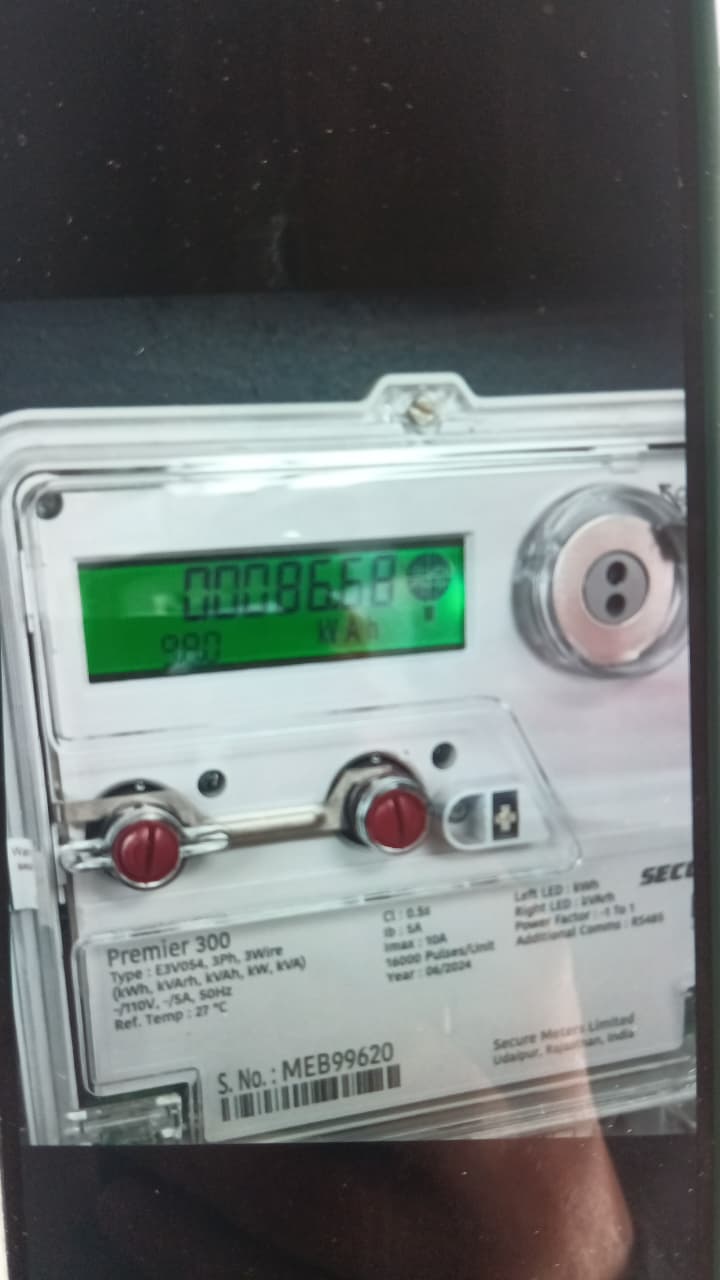 00086.68
kVAh
980
SECU
Premier 300
Type : E3V054, 3Ph, 3Wire
(kWh, kVArh, kVAh, kW, kVA)
~/110V, ~/5A, 50Hz
Ref. Temp : 27 °C
Cl : 0.5s
Ib : 5A
Imax : 10A
16000 Pulses/Unit
Year : 06/2024
Left LED : kWh
Right LED : kVArh
Power Factor : -1 To 1
Additional Comms : RS485
S. No. : MEB99620
Secure Meters Limited
Udaipur, Rajasthan, India